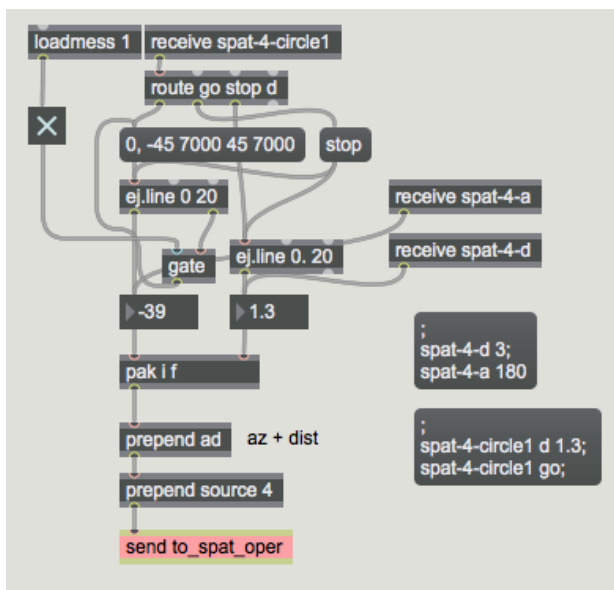 loadmess 1
receive spat-4-circle1
route go stop d
0, -45 7000 45 7000
stop
ej.line 0 20
receive spat-4-a
gate
ej.line 0. 20
receive spat-4-d
-39
1.3
;
spat-4-d 3;
spat-4-a 180
pak i f
;
spat-4-circle1 d 1.3;
spat-4-circle1 go;
prepend ad
az + dist
prepend source 4
send to_spat_oper